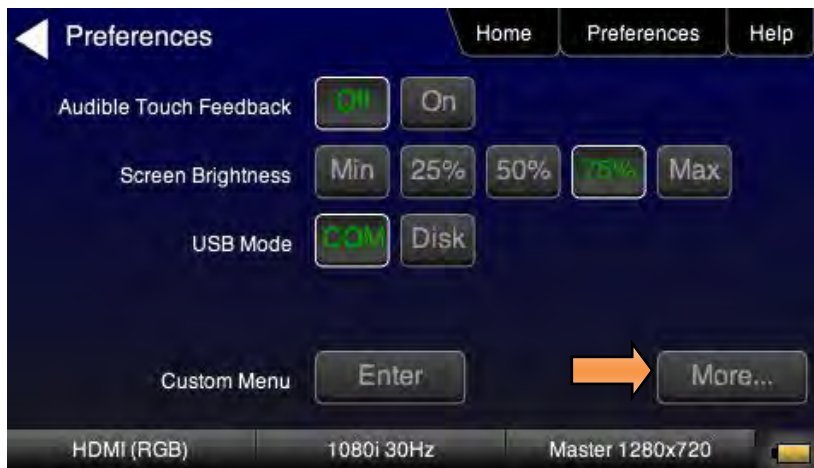 Preferences Home Preferences Help
Audible Touch Feedback Off On
Screen Brightness Min 25% 50% 75% Max
USB Mode COM Disk
Custom Menu Enter More...
HDMI (RGB) 1080i 30Hz Master 1280x720